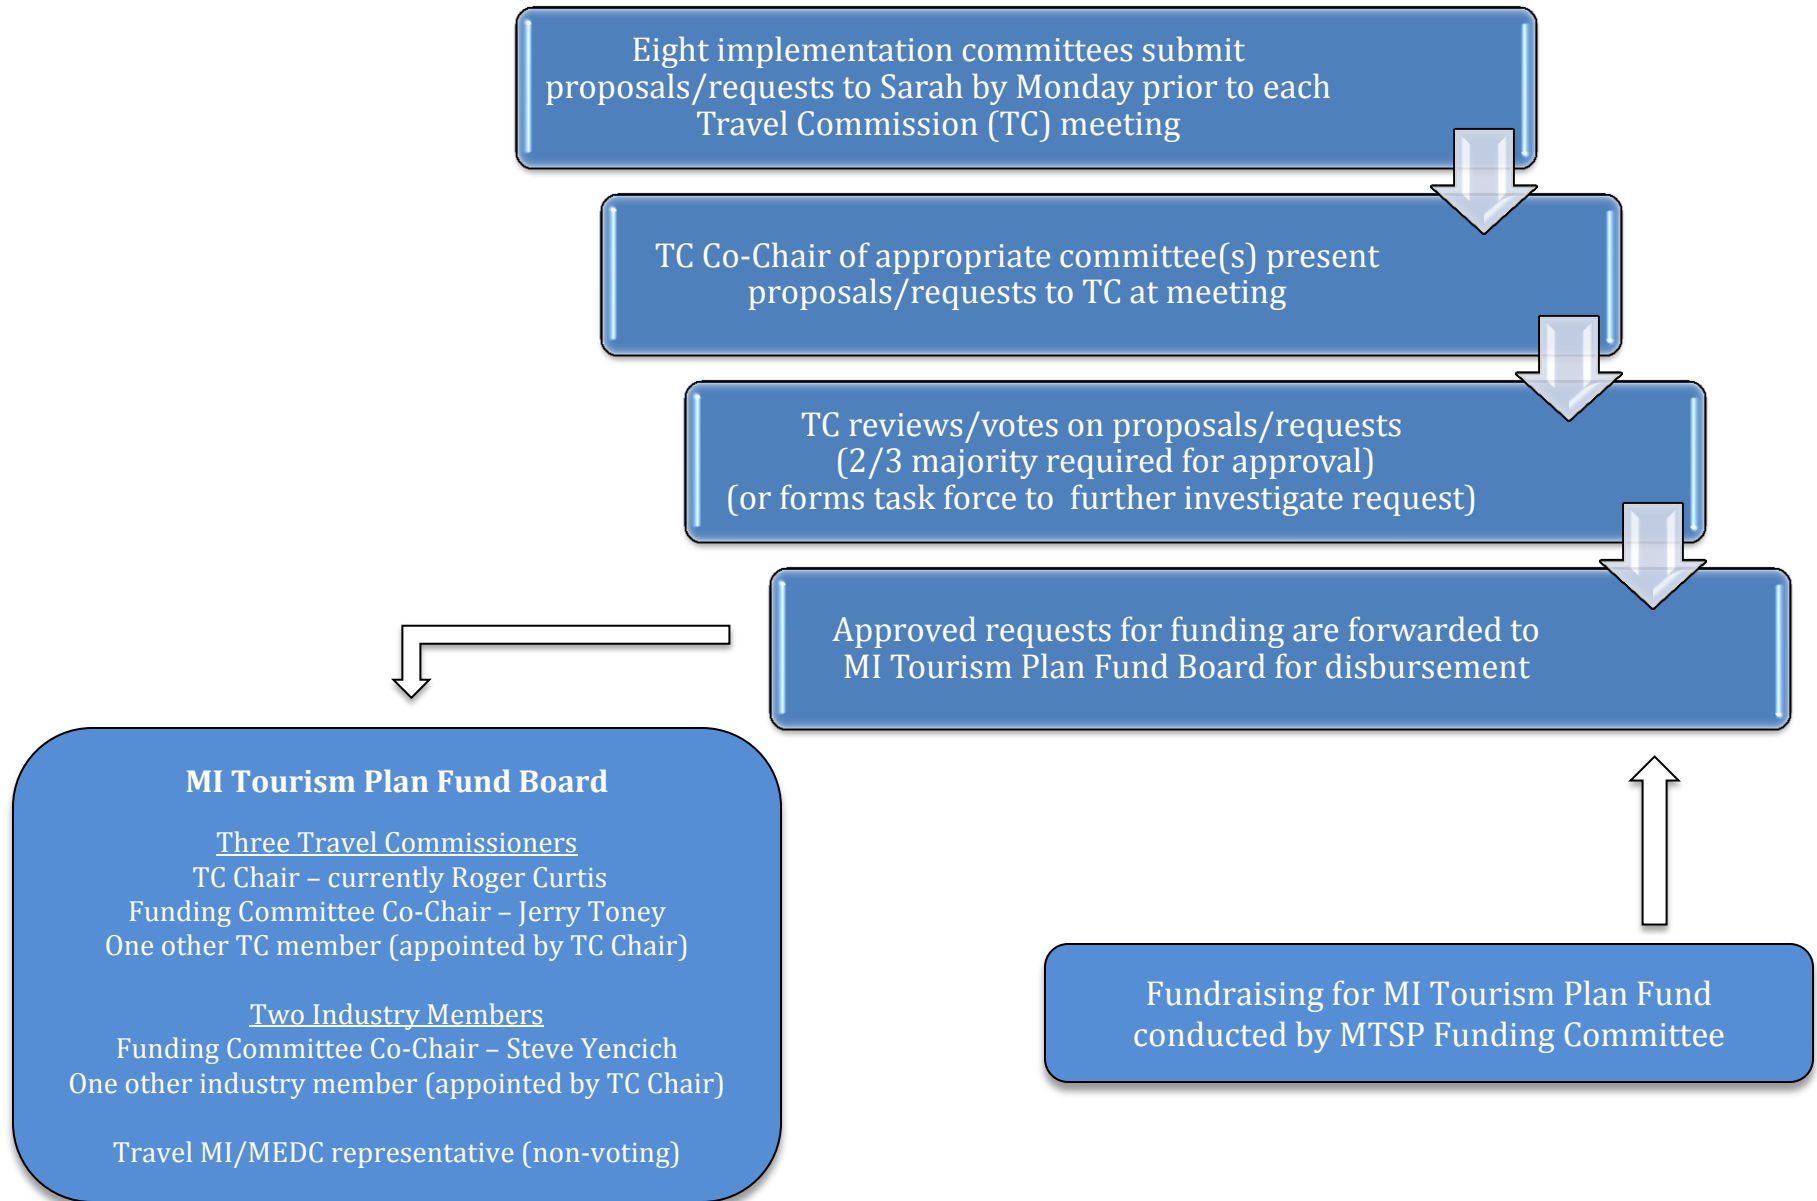 Eight implementation committees submit
proposals/requests to Sarah by Monday prior to each
Travel Commission (TC) meeting
TC Co-Chair of appropriate committee(s) present
proposals/requests to TC at meeting
TC reviews/votes on proposals/requests
(2/3 majority required for approval)
(or forms task force to  further investigate request)
Approved requests for funding are forwarded to
MI Tourism Plan Fund Board for disbursement
MI Tourism Plan Fund Board
Three Travel Commissioners
TC Chair – currently Roger Curtis
Funding Committee Co-Chair – Jerry Toney
One other TC member (appointed by TC Chair)
Two Industry Members
Funding Committee Co-Chair – Steve Yencich
One other industry member (appointed by TC Chair)
Travel MI/MEDC representative (non-voting)
Fundraising for MI Tourism Plan Fund
conducted by MTSP Funding Committee